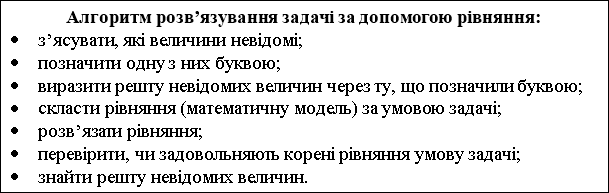 Алгоритм розв’язування задачі за допомогою рівняння:
• з’ясувати, які величини невідомі;
• позначити одну з них буквою;
• виразити решту невідомих величин через ту, що позначили буквою;
• скласти рівняння (математичну модель) за умовою задачі;
• розв’язати рівняння;
• перевірити, чи задовольняють корені рівняння умову задачі;
• знайти решту невідомих величин.